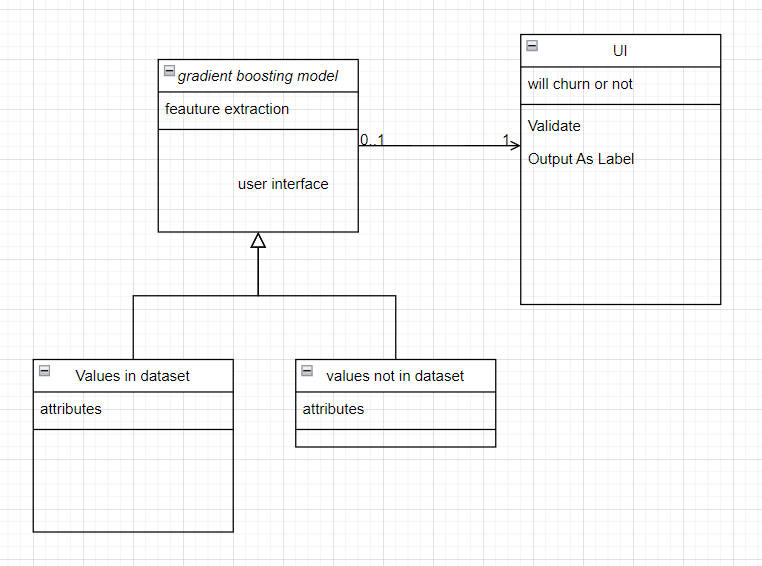 gradient boosting model
feauture extraction
user interface
0..1
1
UI
will churn or not
Validate
Output As Label
Values in dataset
attributes
values not in dataset
attributes